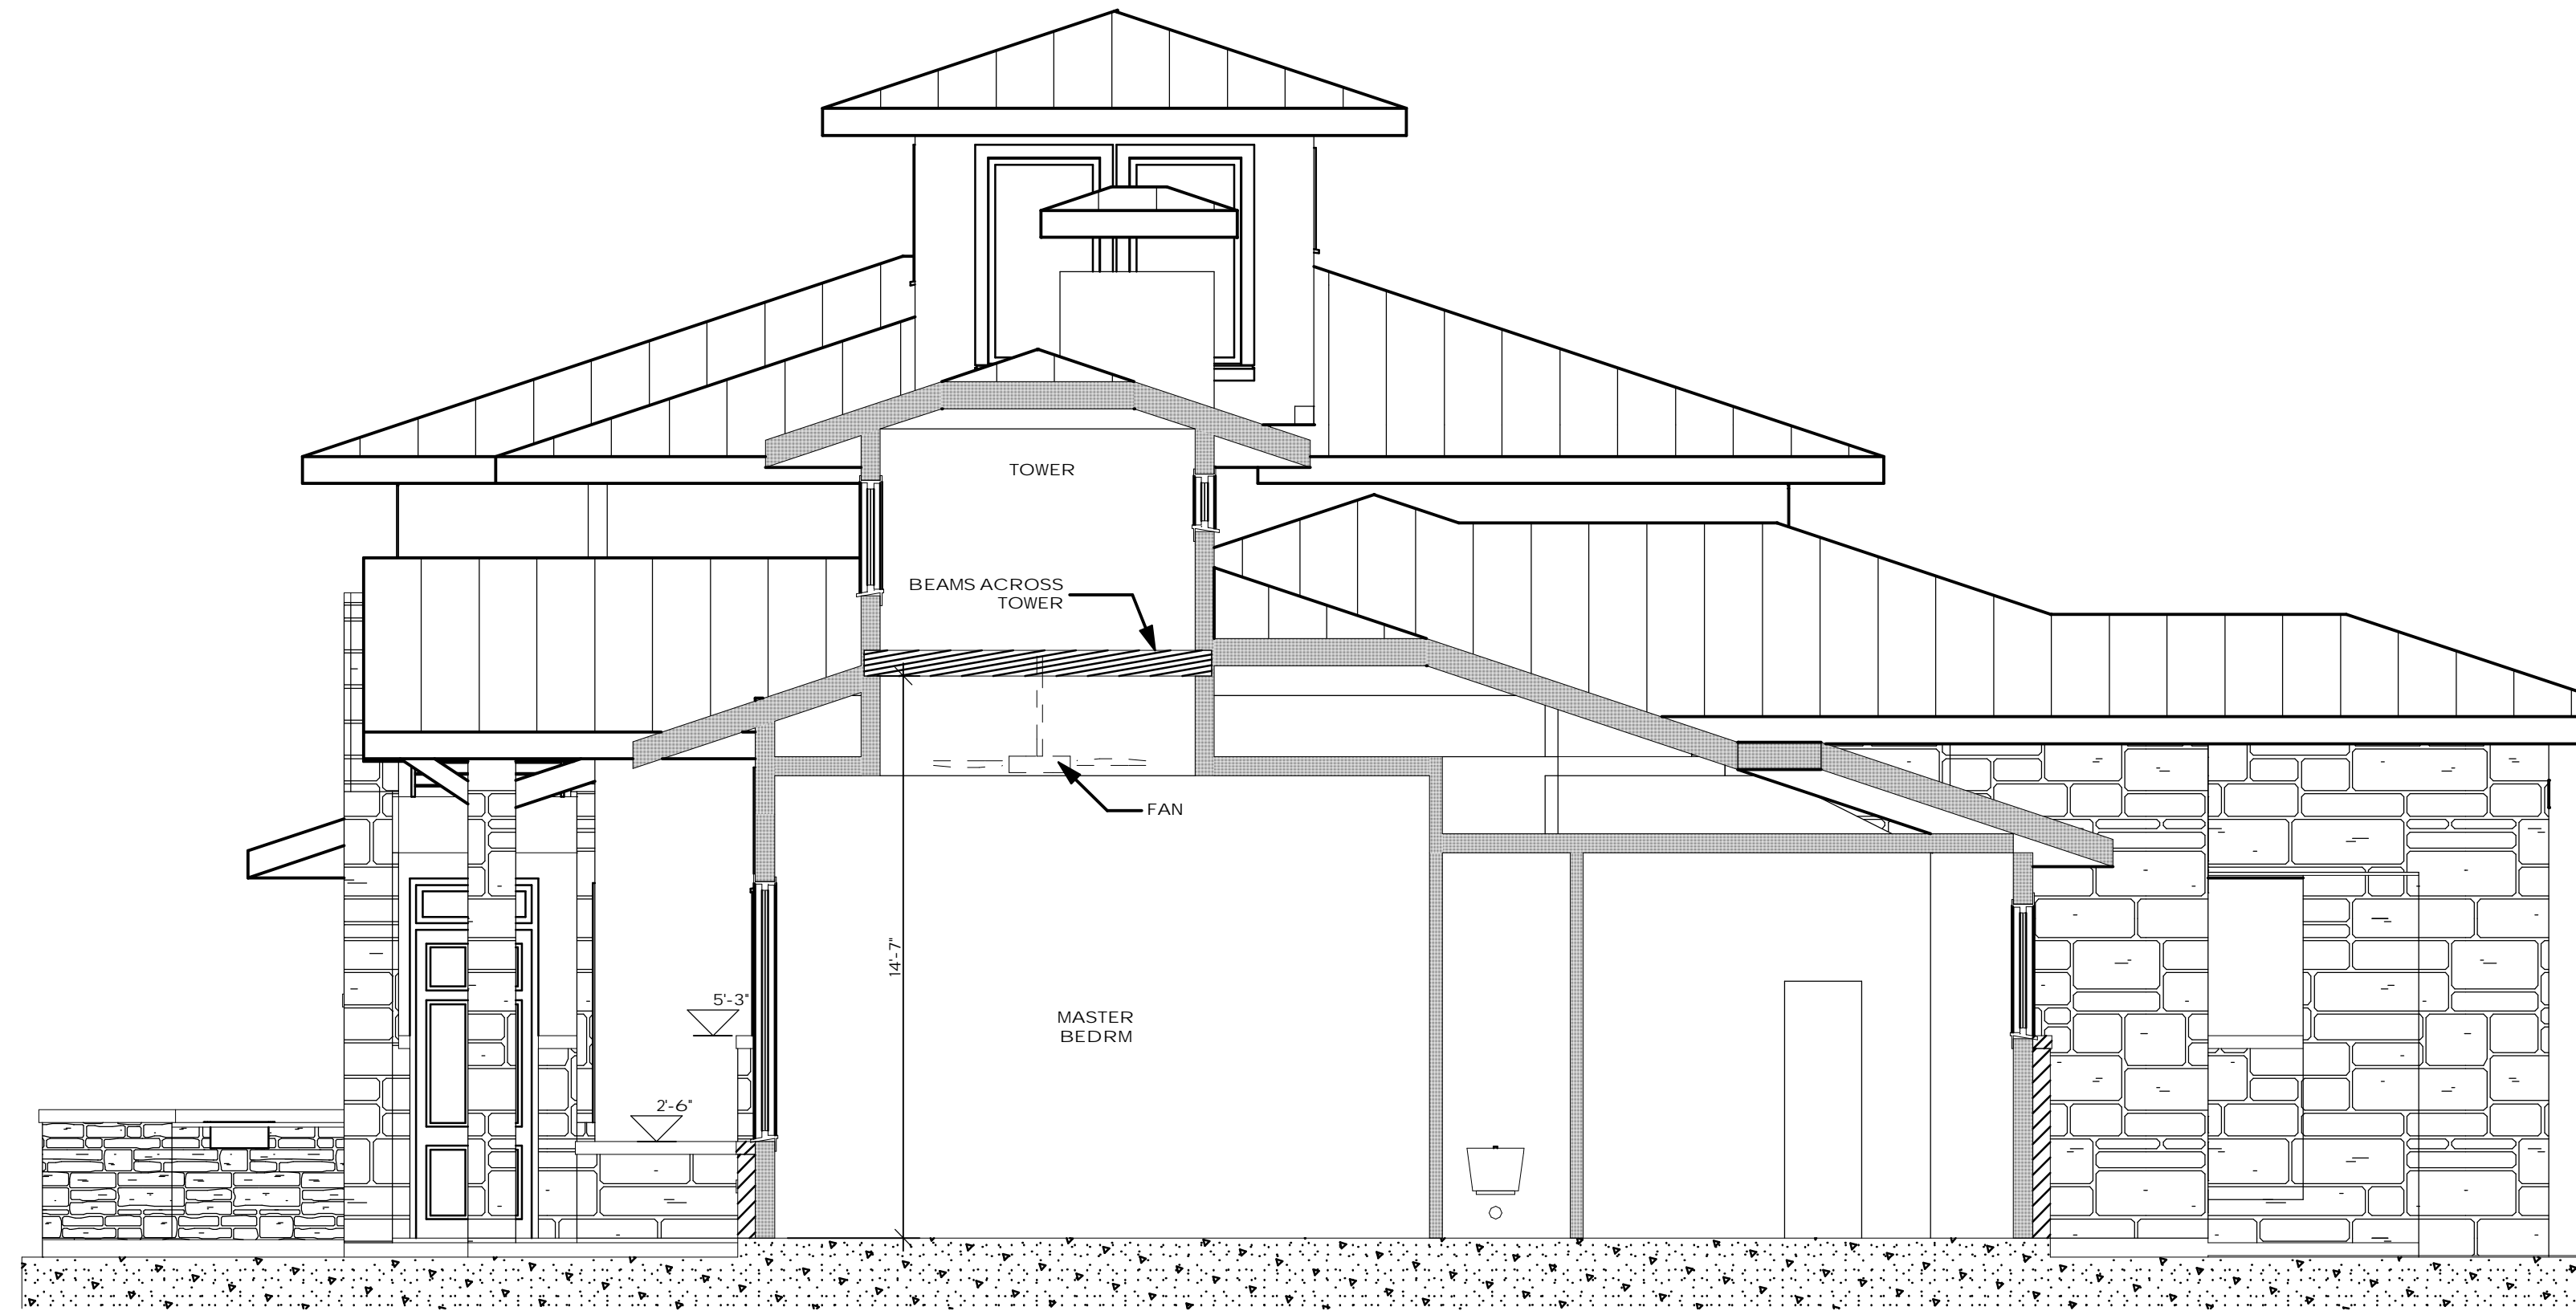 TOWER
BEAMS ACROSS
TOWER
FAN
14'-7"
5'-3"
MASTER
BEDRM
2'-6"